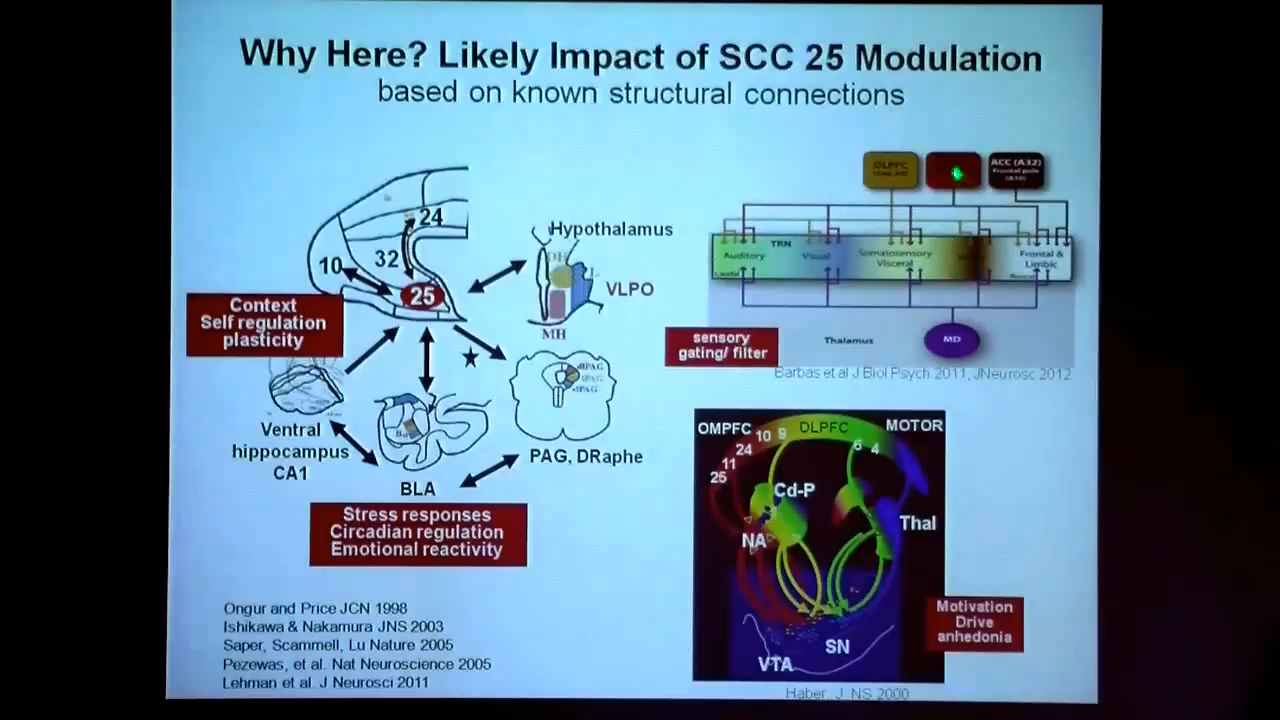 Why Here? Likely Impact of SCC 25 Modulation
based on known structural connections
24
32
10
25
Context
Self regulation
plasticity
Hypothalamus
DH
L
VLPO
MH
Ventral
hippocampus
CA1
BLA
PAG, DRaphe
Stress responses
Circadian regulation
Emotional reactivity
Ongur and Price JCN 1998
Ishikawa & Nakamura JNS 2003
Saper, Scammell, Lu Nature 2005
Pezewas, et al. Nat Neuroscience 2005
Lehman et al. J Neurosci 2011
DLPFC
ACC (A32)
Frontal pole
(A10)
TRN
Auditory
Visual
Somatosensory
Visceral
Frontal &
Limbic
Caudal
Thalamus
MD
sensory
gating/ filter
Barbas et al J Biol Psych 2011, JNeurosc 2012
OMPFC
10
9
DLPFC
MOTOR
24
6
4
11
25
Cd-P
Thal
NA
SN
VTA
Motivation
Drive
anhedonia
Haber, J. NS 2000